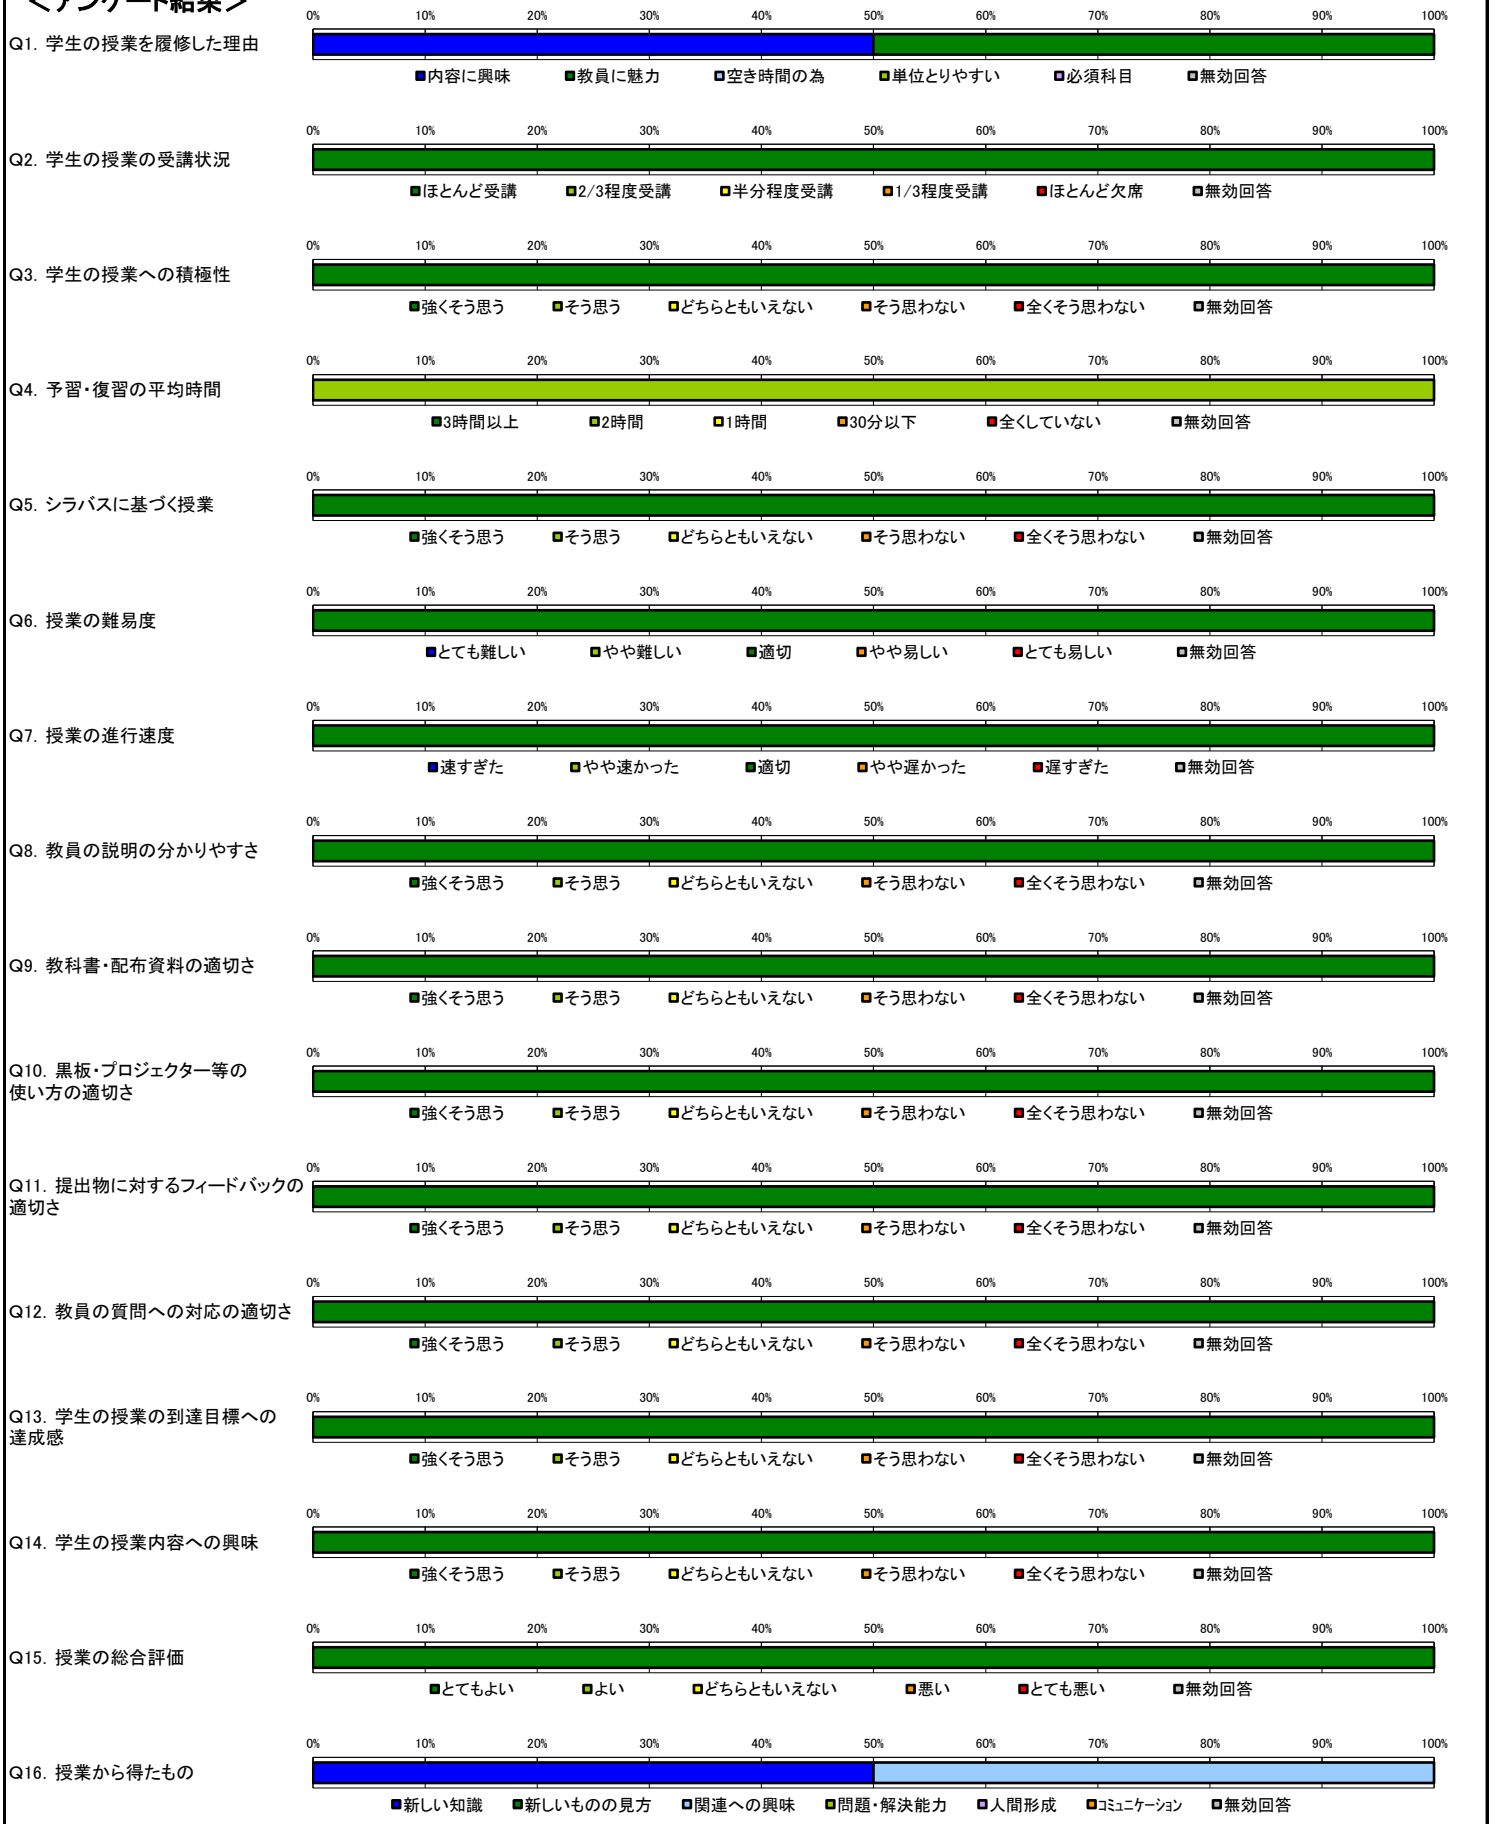 ＜アンケート結果＞
0% 10% 20% 30% 40% 50% 60% 70% 80% 90% 100%
Q1. 学生の授業を履修した理由
内容に興味 教員に魅力 空き時間の為 単位とりやすい 必須科目 無効回答
0% 10% 20% 30% 40% 50% 60% 70% 80% 90% 100%
Q2. 学生の授業の受講状況
ほとんど受講 2/3程度受講 半分程度受講 1/3程度受講 ほとんど欠席 無効回答
0% 10% 20% 30% 40% 50% 60% 70% 80% 90% 100%
Q3. 学生の授業への積極性
強くそう思う そう思う どちらともいえない そう思わない 全くそう思わない 無効回答
0% 10% 20% 30% 40% 50% 60% 70% 80% 90% 100%
Q4. 予習・復習の平均時間
3時間以上 2時間 1時間 30分以下 全くしていない 無効回答
0% 10% 20% 30% 40% 50% 60% 70% 80% 90% 100%
Q5. シラバスに基づく授業
強くそう思う そう思う どちらともいえない そう思わない 全くそう思わない 無効回答
0% 10% 20% 30% 40% 50% 60% 70% 80% 90% 100%
Q6. 授業の難易度
とても難しい やや難しい 適切 やや易しい とても易しい 無効回答
0% 10% 20% 30% 40% 50% 60% 70% 80% 90% 100%
Q7. 授業の進行速度
速すぎた やや速かった 適切 やや遅かった 遅すぎた 無効回答
0% 10% 20% 30% 40% 50% 60% 70% 80% 90% 100%
Q8. 教員の説明の分かりやすさ
強くそう思う そう思う どちらともいえない そう思わない 全くそう思わない 無効回答
0% 10% 20% 30% 40% 50% 60% 70% 80% 90% 100%
Q9. 教科書・配布資料の適切さ
強くそう思う そう思う どちらともいえない そう思わない 全くそう思わない 無効回答
0% 10% 20% 30% 40% 50% 60% 70% 80% 90% 100%
Q10. 黒板・プロジェクター等の
使い方の適切さ
強くそう思う そう思う どちらともいえない そう思わない 全くそう思わない 無効回答
0% 10% 20% 30% 40% 50% 60% 70% 80% 90% 100%
Q11. 提出物に対するフィードバックの
適切さ
強くそう思う そう思う どちらともいえない そう思わない 全くそう思わない 無効回答
0% 10% 20% 30% 40% 50% 60% 70% 80% 90% 100%
Q12. 教員の質問への対応の適切さ
強くそう思う そう思う どちらともいえない そう思わない 全くそう思わない 無効回答
0% 10% 20% 30% 40% 50% 60% 70% 80% 90% 100%
Q13. 学生の授業の到達目標への
達成感
強くそう思う そう思う どちらともいえない そう思わない 全くそう思わない 無効回答
0% 10% 20% 30% 40% 50% 60% 70% 80% 90% 100%
Q14. 学生の授業内容への興味
強くそう思う そう思う どちらともいえない そう思わない 全くそう思わない 無効回答
0% 10% 20% 30% 40% 50% 60% 70% 80% 90% 100%
Q15. 授業の総合評価
とてもよい よい どちらともいえない 悪い とても悪い 無効回答
0% 10% 20% 30% 40% 50% 60% 70% 80% 90% 100%
Q16. 授業から得たもの
新しい知識 新しいものの見方 関連への興味 問題・解決能力 人間形成 ｺﾐｭﾆｹｰｼｮﾝ 無効回答